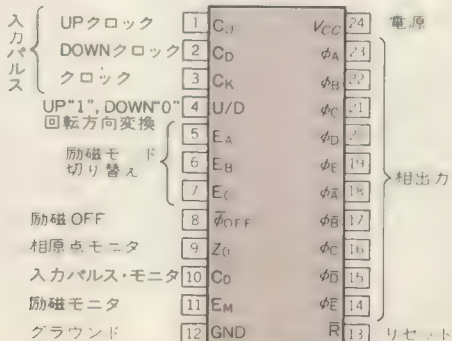 入力パルス
UPクロック 1 CU VCC 24 電源
DOWNクロック 2 CD φA 23
クロック 3 CK φB 22
UP"1", DOWN"0" 4 U/D φC 21
回転方向変換
5 EA φD
励磁モード
切り替え
6 EB φE 19
7 EC φA̅ 18
相出力
励磁OFF 8 φ̅OFF φB̅ 17
相原点モニタ 9 ZO φC̅ 16
入力パルス・モニタ 10 CO φD̅ 15
励磁モニタ 11 EM φE̅ 14
グラウンド 12 GND R̅ 13 リセット